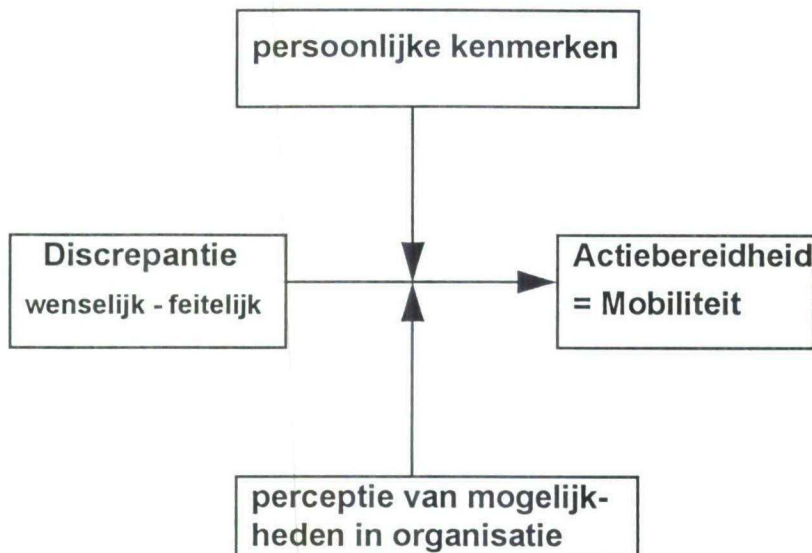 persoonlijke kenmerken
Discrepantie
wenselijk - feitelijk
Actiebereidheid
= Mobiliteit
perceptie van mogelijk-
heden in organisatie